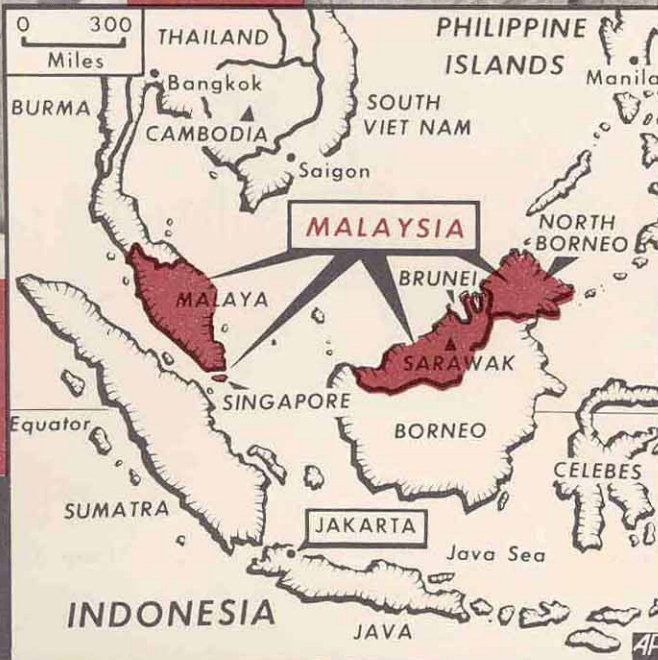 0 300
Miles
THAILAND
PHILIPPINE
ISLANDS
Manila
Bangkok
BURMA
CAMBODIA
SOUTH
VIET NAM
Saigon
MALAYSIA
NORTH
BORNEO
BRUNEI
MALAYA
SARAWAK
SINGAPORE
Equator
BORNEO
CELEBES
SUMATRA
JAKARTA
Java Sea
INDONESIA
JAVA
AP